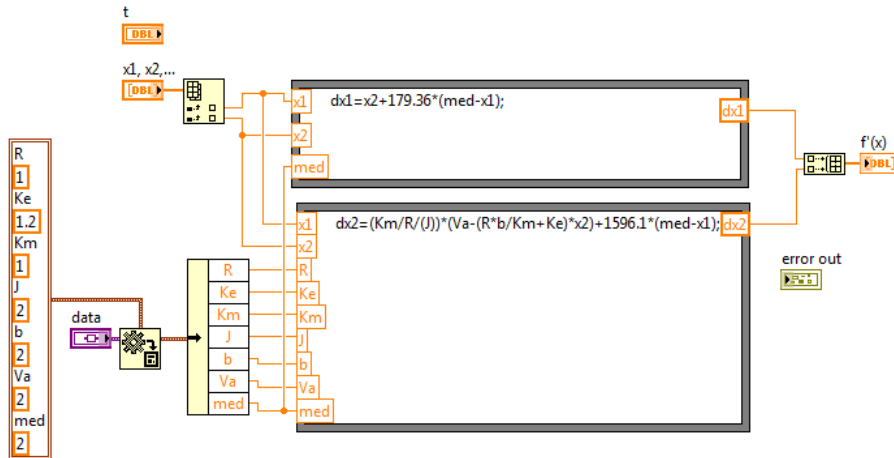 t
DBL
x1, x2,...
[DBL]
x1
x2
med
dx1=x2+179.36*(med-x1);
dx1
f'(x)
DBL]
R
1
Ke
1.2
Km
1
J
2
b
2
Va
2
med
2
data
R
Ke
Km
J
b
Va
med
x1
x2
R
Ke
Km
J
b
Va
med
dx2=(Km/R/(J))*(Va-(R*b/Km+Ke)*x2)+1596.1*(med-x1);
dx2
error out